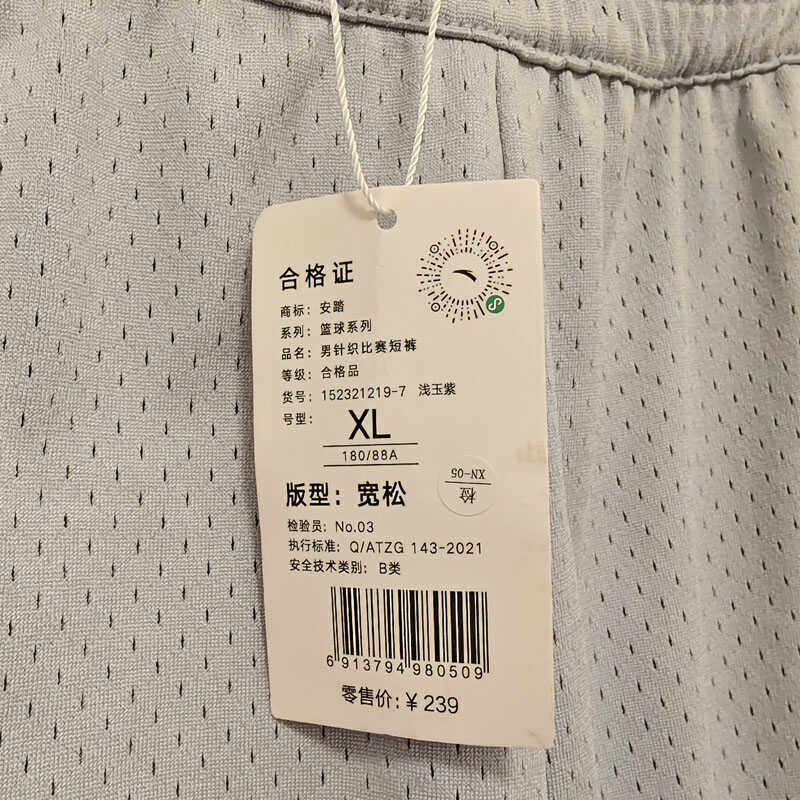 合格证
商标: 安踏
系列: 篮球系列
品名: 男针织比赛短裤
等级: 合格品
货号: 152321219-7 浅玉紫
号型: XL
180/88A
版型: 宽松
XN-05
检
检验员: No.03
执行标准: Q/ATZG 143-2021
安全技术类别: B类
6 913794 980509
零售价: ¥ 239